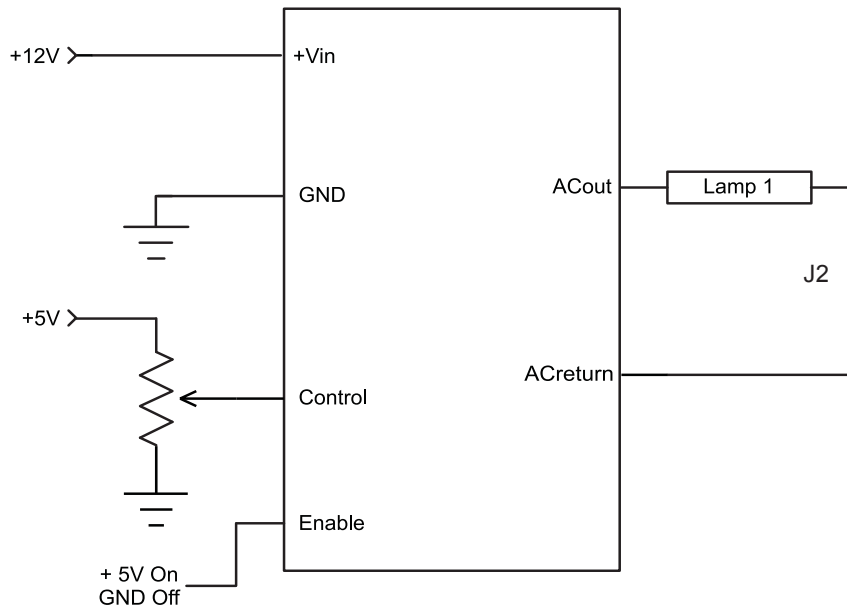 +12V
+Vin
GND
ACout
Lamp 1
J2
+5V
ACreturn
Control
Enable
+ 5V On
GND Off